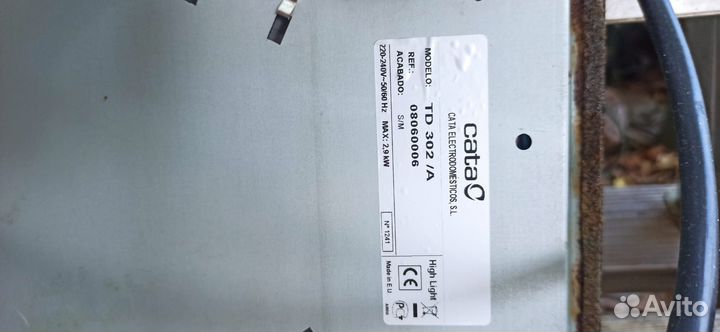 cata
CATA ELECTRODOMÉSTICOS, S.L.
MODELO: TD 302 /A
REF.: 08060006
ACABADO: S/M
220-240V~50/60 Hz MAX: 2,9 kW
Nº 1241
High Light
CE
Made in E.U
Avito